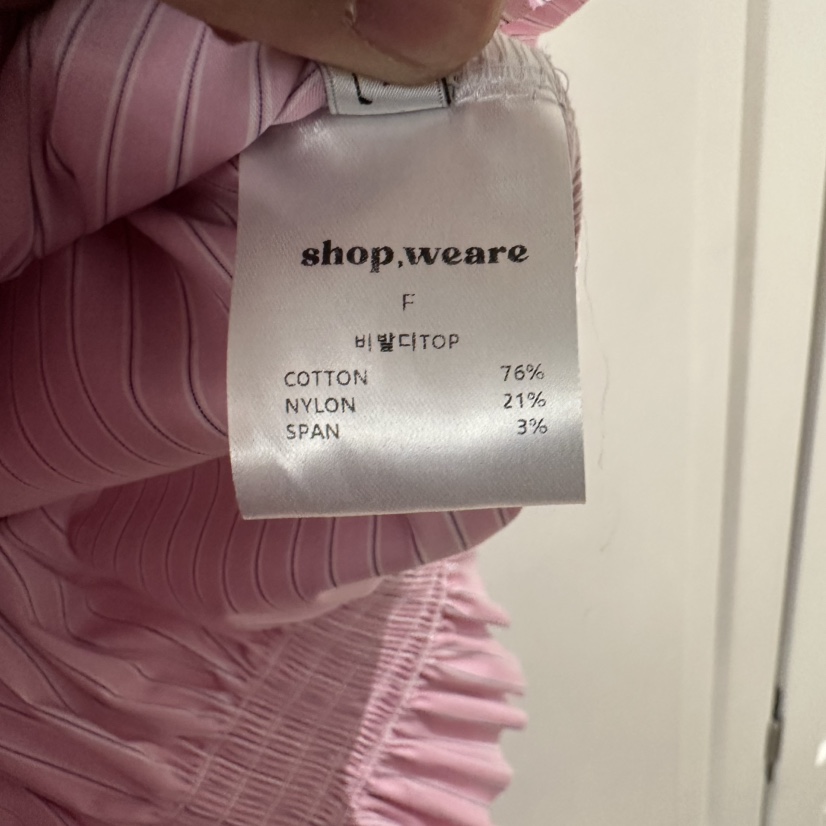 shop,weare
F
비발디TOP
COTTON 76%
NYLON 21%
SPAN 3%